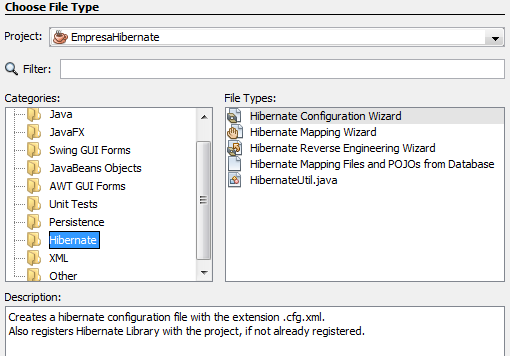 Choose File Type
Project: EmpresaHibernate
Filter:
Categories:
Java
JavaFX
Swing GUI Forms
JavaBeans Objects
AWT GUI Forms
Unit Tests
Persistence
Hibernate
XML
Other
File Types:
Hibernate Configuration Wizard
Hibernate Mapping Wizard
Hibernate Reverse Engineering Wizard
Hibernate Mapping Files and POJOs from Database
HibernateUtil.java
Description:
Creates a hibernate configuration file with the extension .cfg.xml.
Also registers Hibernate Library with the project, if not already registered.